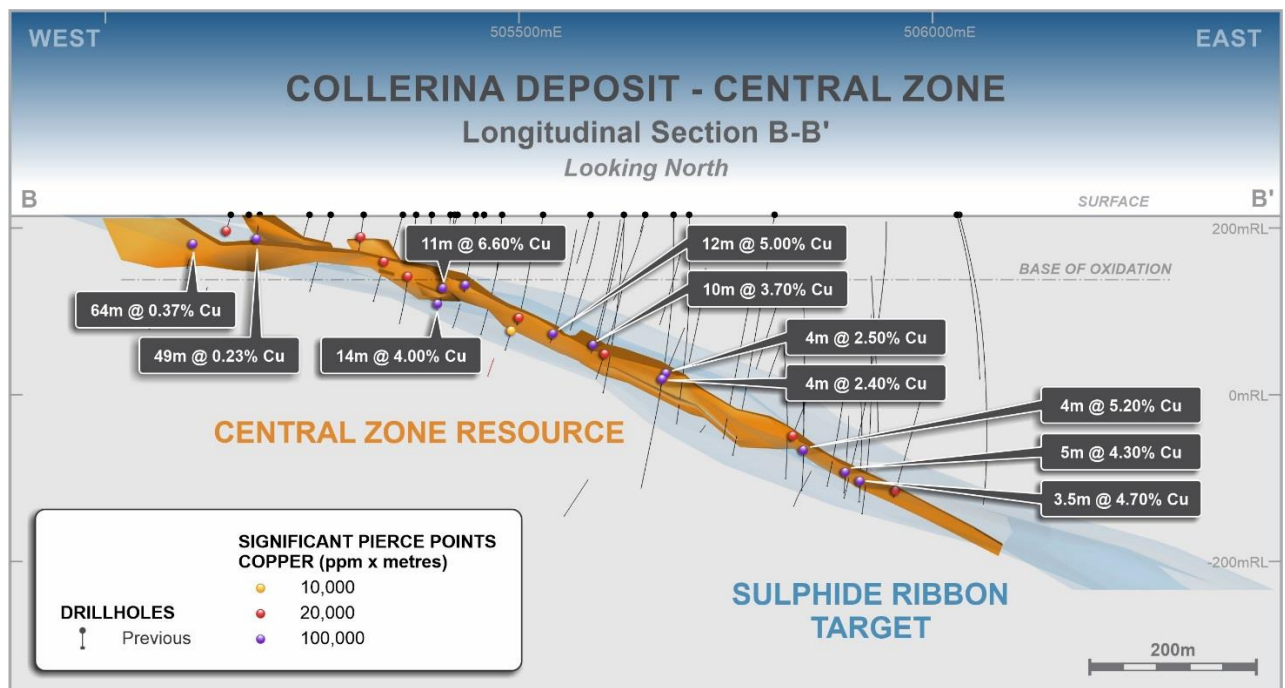 WEST
505500mE
506000mE
EAST
COLLERINA DEPOSIT - CENTRAL ZONE
Longitudinal Section B-B'
Looking North
B
SURFACE
B'
200mRL
11m @ 6.60% Cu
12m @ 5.00% Cu
BASE OF OXIDATION
10m @ 3.70% Cu
64m @ 0.37% Cu
49m @ 0.23% Cu
14m @ 4.00% Cu
4m @ 2.50% Cu
4m @ 2.40% Cu
0mRL
4m @ 5.20% Cu
CENTRAL ZONE RESOURCE
5m @ 4.30% Cu
3.5m @ 4.70% Cu
SIGNIFICANT PIERCE POINTS
COPPER (ppm x metres)
10,000
20,000
100,000
DRILLHOLES
Previous
-200mRL
SULPHIDE RIBBON
TARGET
200m